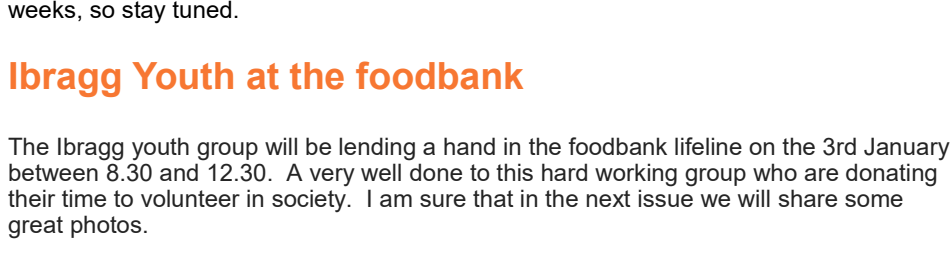 weeks, so stay tuned.
Ibragg Youth at the foodbank
The Ibragg youth group will be lending a hand in the foodbank lifeline on the 3rd January
between 8.30 and 12.30.  A very well done to this hard working group who are donating
their time to volunteer in society.  I am sure that in the next issue we will share some
great photos.